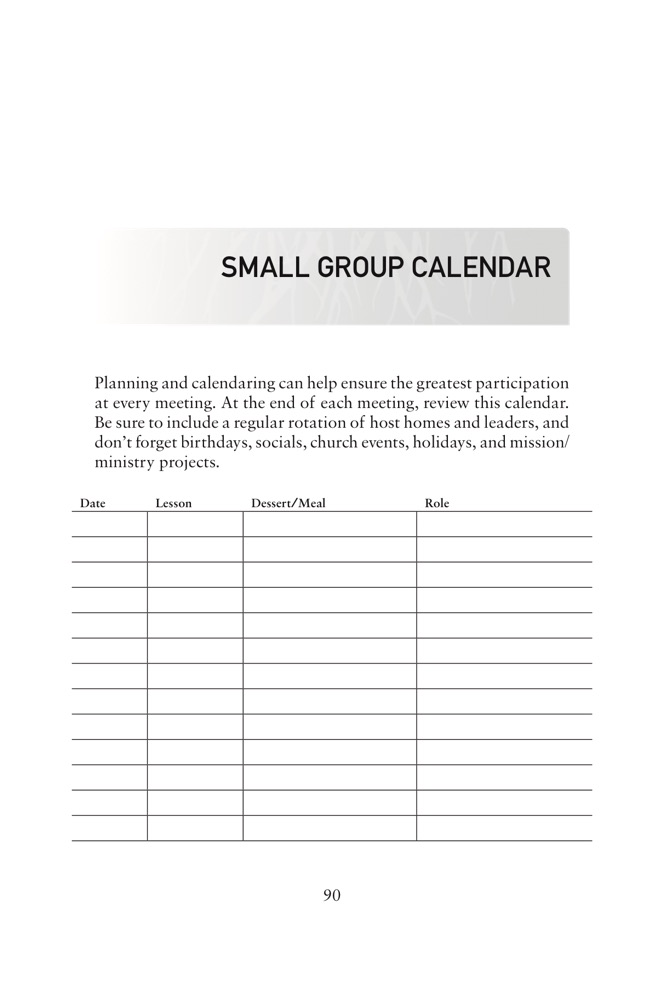 SMALL GROUP CALENDAR
Planning and calendaring can help ensure the greatest participation
at every meeting. At the end of each meeting, review this calendar.
Be sure to include a regular rotation of host homes and leaders, and
don’t forget birthdays, socials, church events, holidays, and mission/
ministry projects.
Date Lesson Dessert/Meal Role
90